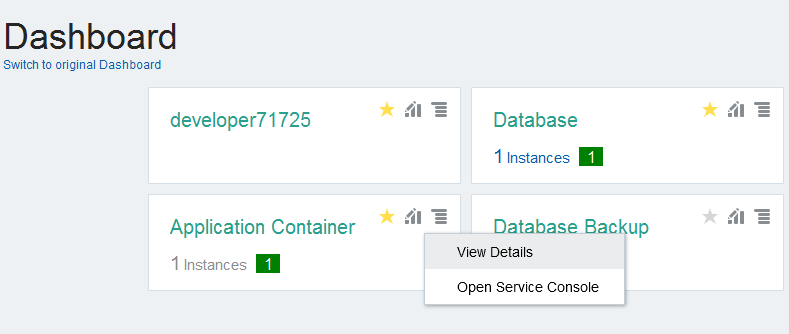 Dashboard
Switch to original Dashboard
developer71725
Database
1 Instances 1
Application Container
1 Instances 1
Database Backup
View Details
Open Service Console